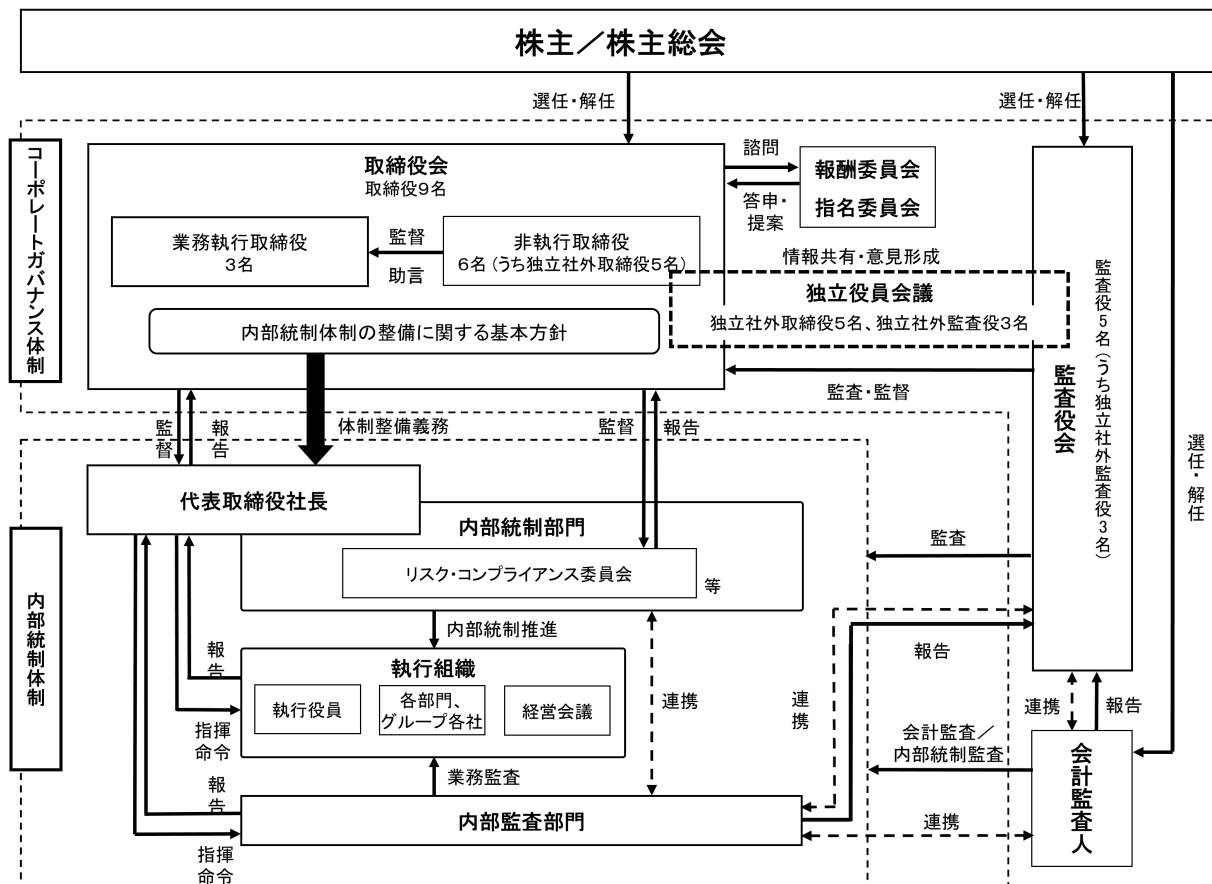 株主／株主総会
選任・解任
選任・解任
コーポレートガバナンス体制
取締役会
取締役9名
業務執行取締役
3名
監督
助言
非執行取締役
6名（うち独立社外取締役5名）
内部統制体制の整備に関する基本方針
諮問
答申・
提案
報酬委員会
指名委員会
情報共有・意見形成
独立役員会議
独立社外取締役5名、独立社外監査役3名
監査・監督
監査役会
監査役5名（うち独立社外監査役3名）
選任・解任
監督
報告
体制整備義務
監督
報告
内部統制体制
代表取締役社長
内部統制部門
リスク・コンプライアンス委員会
等
監査
内部統制推進
報告
報告
執行組織
執行役員
各部門、
グループ各社
経営会議
指揮
命令
連携
連携
連携
報告
会計監査／
内部統制監査
会計監査人
業務監査
報告
内部監査部門
連携
指揮
命令